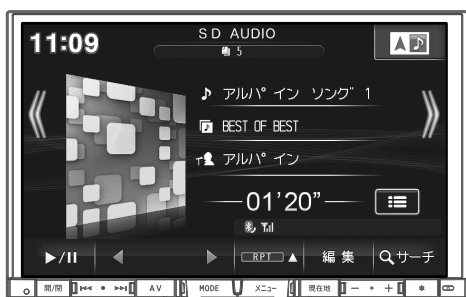 11:09
SD AUDIO
5
アルパイン ソング 1
BEST OF BEST
アルパイン
01'20"
RPT
編集
サーチ
開/閉
AV
MODE
メニュー
現在地